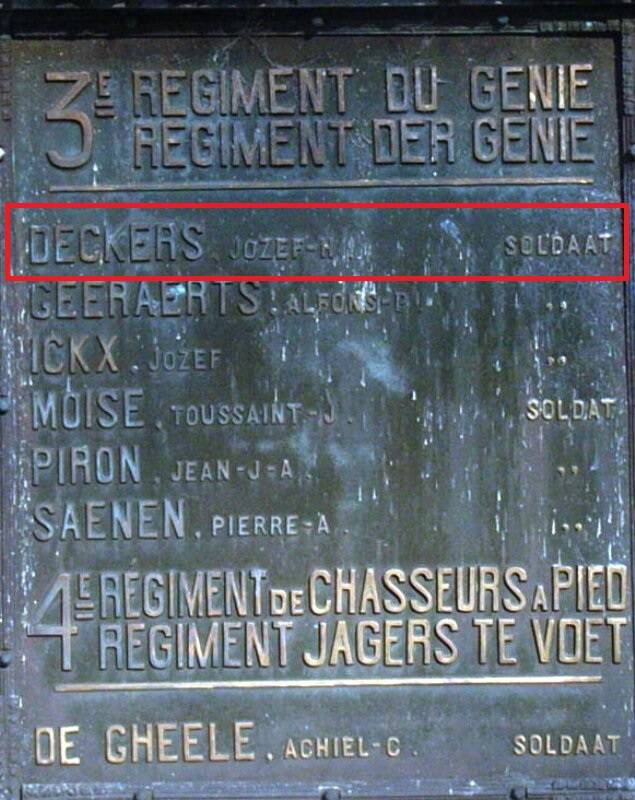 3E REGIMENT DU GENIE
REGIMENT DER GENIE
DECKERS. JOZEF-H. SOLDAAT
GEERAERTS. ALFONS-P. ,,
ICKX. JOZEF ,,
MOISE. TOUSSAINT-J. SOLDAT
PIRON. JEAN-J-A. ,,
SAENEN. PIERRE-A. ,,
4E REGIMENT DE CHASSEURS A PIED
REGIMENT JAGERS TE VOET
DE GHEELE. ACHIEL-C. SOLDAAT